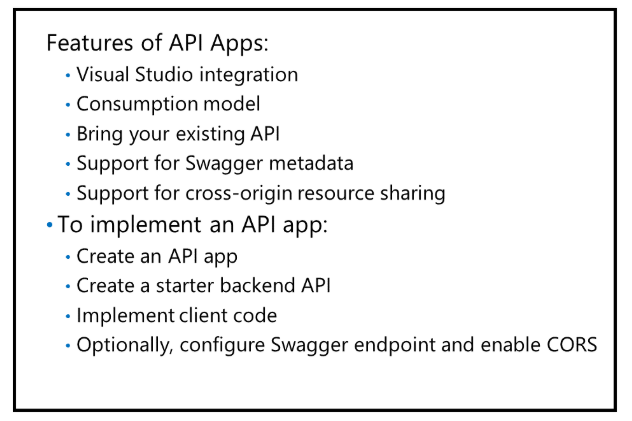 Features of API Apps:
• Visual Studio integration
• Consumption model
• Bring your existing API
• Support for Swagger metadata
• Support for cross-origin resource sharing
• To implement an API app:
• Create an API app
• Create a starter backend API
• Implement client code
• Optionally, configure Swagger endpoint and enable CORS